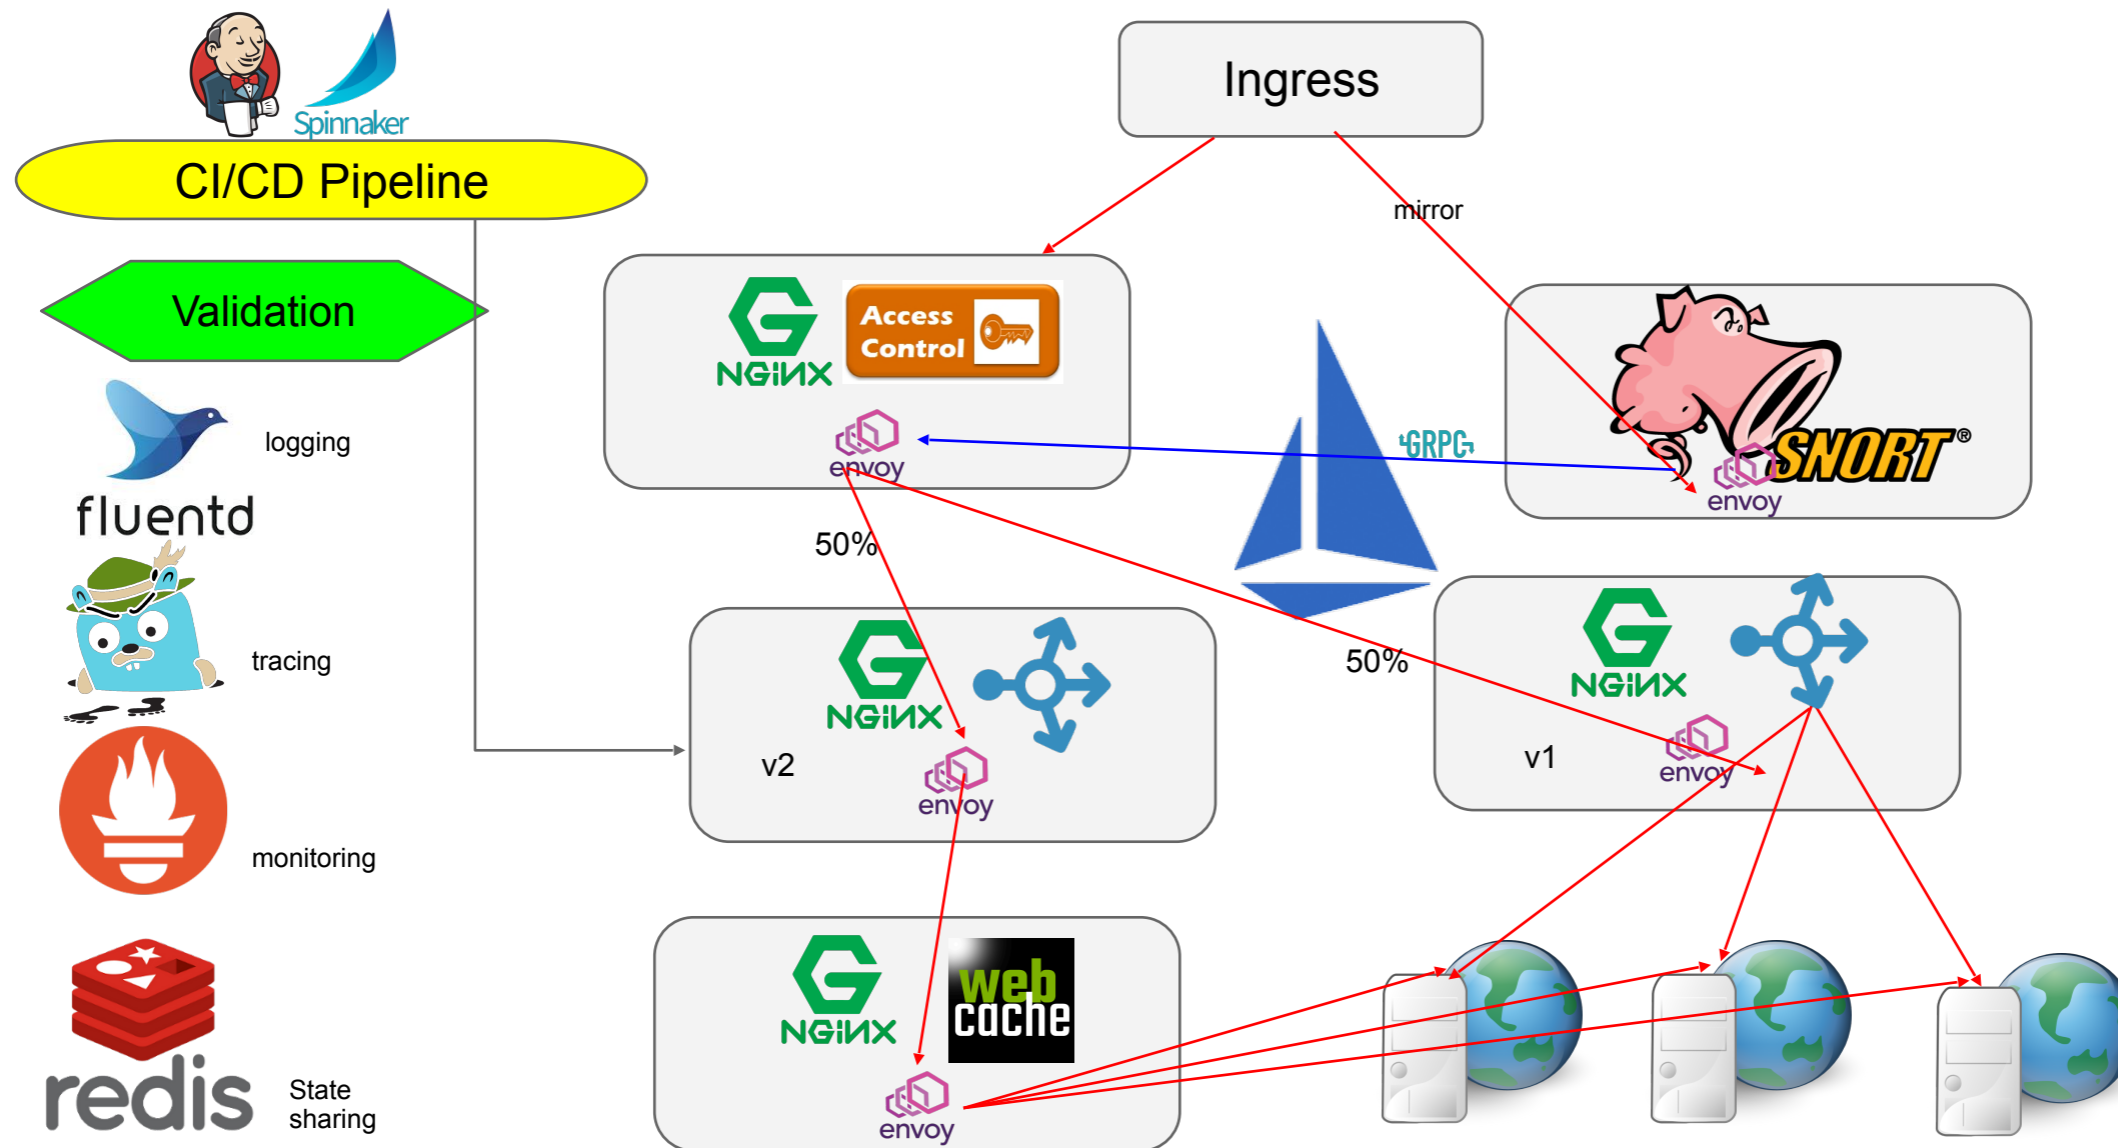 Spinnaker
CI/CD Pipeline
Validation
logging
fluentd
tracing
monitoring
redis
State
sharing
Ingress
mirror
NGiNX
Access
Control
envoy
GRPC
SNORT®
envoy
50%
50%
NGiNX
v2
envoy
NGiNX
v1
envoy
NGiNX
web
cache
envoy